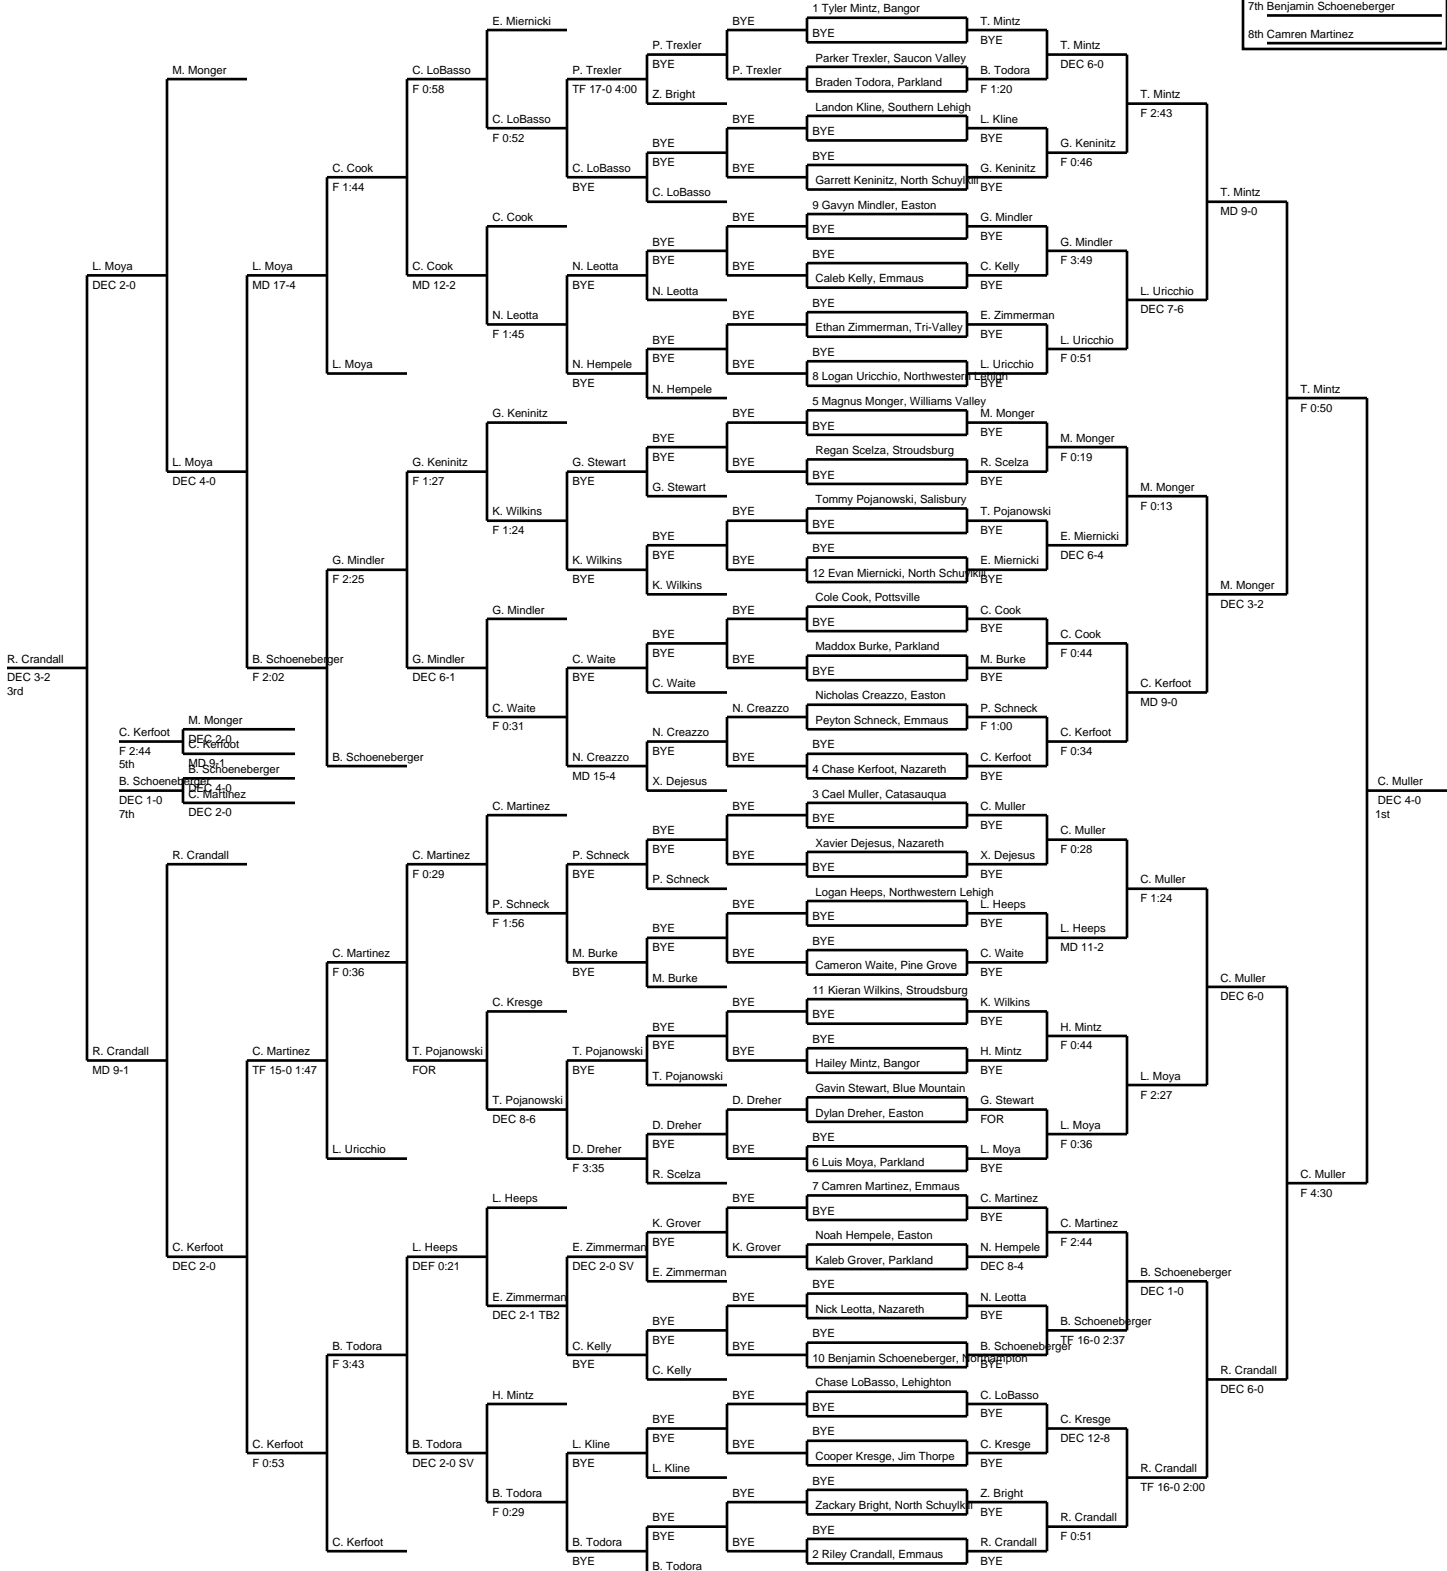 7th Benjamin Schoeneberger
8th Camren Martinez
R. Crandall
DEC 3-2
3rd
L. Moya
DEC 2-0
R. Crandall
MD 9-1
C. Kerfoot
F 2:44
5th
M. Monger
DEC 2-0
C. Kerfoot
MD 9-1
B. Schoeneberger
DEC 1-0
7th
B. Schoeneberger
DEC 4-0
C. Martinez
DEC 2-0
M. Monger
L. Moya
DEC 4-0
R. Crandall
C. Kerfoot
DEC 2-0
L. Moya
MD 17-4
B. Schoeneberger
F 2:02
C. Martinez
TF 15-0 1:47
C. Kerfoot
F 0:53
C. Cook
F 1:44
L. Moya
G. Mindler
F 2:25
B. Schoeneberger
C. Martinez
F 0:36
L. Uricchio
B. Todora
F 3:43
C. Kerfoot
C. LoBasso
F 0:58
C. Cook
MD 12-2
G. Keninitz
F 1:27
G. Mindler
DEC 6-1
C. Martinez
F 0:29
T. Pojanowski
FOR
L. Heeps
DEF 0:21
B. Todora
DEC 2-0 SV
E. Miernicki
C. LoBasso
F 0:52
C. Cook
N. Leotta
F 1:45
G. Keninitz
K. Wilkins
F 1:24
G. Mindler
C. Waite
F 0:31
C. Martinez
P. Schneck
F 1:56
C. Kresge
T. Pojanowski
DEC 8-6
L. Heeps
E. Zimmerman
DEC 2-1 TB2
H. Mintz
B. Todora
F 0:29
P. Trexler
TF 17-0 4:00
C. LoBasso
BYE
N. Leotta
BYE
N. Hempele
BYE
G. Stewart
BYE
K. Wilkins
BYE
C. Waite
BYE
N. Creazzo
MD 15-4
P. Schneck
BYE
M. Burke
BYE
T. Pojanowski
BYE
D. Dreher
F 3:35
E. Zimmerman
DEC 2-0 SV
C. Kelly
BYE
L. Kline
BYE
B. Todora
BYE
P. Trexler
BYE
Z. Bright
BYE
BYE
C. LoBasso
BYE
BYE
N. Leotta
BYE
BYE
N. Hempele
BYE
BYE
G. Stewart
BYE
BYE
K. Wilkins
BYE
BYE
C. Waite
N. Creazzo
BYE
X. Dejesus
BYE
BYE
P. Schneck
BYE
BYE
M. Burke
BYE
BYE
T. Pojanowski
D. Dreher
BYE
R. Scelza
K. Grover
BYE
E. Zimmerman
BYE
BYE
C. Kelly
BYE
BYE
L. Kline
BYE
BYE
B. Todora
BYE
P. Trexler
BYE
BYE
BYE
BYE
BYE
BYE
BYE
BYE
BYE
BYE
BYE
BYE
N. Creazzo
BYE
BYE
BYE
BYE
BYE
BYE
BYE
D. Dreher
BYE
BYE
K. Grover
BYE
BYE
BYE
BYE
BYE
BYE
1 Tyler Mintz, Bangor
BYE
Parker Trexler, Saucon Valley
Braden Todora, Parkland
Landon Kline, Southern Lehigh
BYE
BYE
Garrett Keninitz, North Schuylkill
9 Gavyn Mindler, Easton
BYE
BYE
Caleb Kelly, Emmaus
BYE
Ethan Zimmerman, Tri-Valley
BYE
8 Logan Uricchio, Northwestern Lehigh
5 Magnus Monger, Williams Valley
BYE
Regan Scelza, Stroudsburg
BYE
Tommy Pojanowski, Salisbury
BYE
BYE
12 Evan Miernicki, North Schuylkill
Cole Cook, Pottsville
BYE
Maddox Burke, Parkland
BYE
Nicholas Creazzo, Easton
Peyton Schneck, Emmaus
BYE
4 Chase Kerfoot, Nazareth
3 Cael Muller, Catasauqua
BYE
Xavier Dejesus, Nazareth
BYE
Logan Heeps, Northwestern Lehigh
BYE
BYE
Cameron Waite, Pine Grove
11 Kieran Wilkins, Stroudsburg
BYE
BYE
Hailey Mintz, Bangor
Gavin Stewart, Blue Mountain
Dylan Dreher, Easton
BYE
6 Luis Moya, Parkland
7 Camren Martinez, Emmaus
BYE
Noah Hempele, Easton
Kaleb Grover, Parkland
BYE
Nick Leotta, Nazareth
BYE
10 Benjamin Schoeneberger, Northampton
Chase LoBasso, Lehighton
BYE
BYE
Cooper Kresge, Jim Thorpe
BYE
Zackary Bright, North Schuylkill
BYE
2 Riley Crandall, Emmaus
T. Mintz
BYE
B. Todora
F 1:20
L. Kline
BYE
G. Keninitz
BYE
G. Mindler
BYE
C. Kelly
BYE
E. Zimmerman
BYE
L. Uricchio
BYE
M. Monger
BYE
R. Scelza
BYE
T. Pojanowski
BYE
E. Miernicki
BYE
C. Cook
BYE
M. Burke
BYE
P. Schneck
F 1:00
C. Kerfoot
BYE
C. Muller
BYE
X. Dejesus
BYE
L. Heeps
BYE
C. Waite
BYE
K. Wilkins
BYE
H. Mintz
BYE
G. Stewart
FOR
L. Moya
BYE
C. Martinez
BYE
N. Hempele
DEC 8-4
N. Leotta
BYE
B. Schoeneberger
BYE
C. LoBasso
BYE
C. Kresge
BYE
Z. Bright
BYE
R. Crandall
BYE
T. Mintz
DEC 6-0
G. Keninitz
F 0:46
G. Mindler
F 3:49
L. Uricchio
F 0:51
M. Monger
F 0:19
E. Miernicki
DEC 6-4
C. Cook
F 0:44
C. Kerfoot
F 0:34
C. Muller
F 0:28
L. Heeps
MD 11-2
H. Mintz
F 0:44
L. Moya
F 0:36
C. Martinez
F 2:44
B. Schoeneberger
TF 16-0 2:37
C. Kresge
DEC 12-8
R. Crandall
F 0:51
T. Mintz
F 2:43
L. Uricchio
DEC 7-6
M. Monger
F 0:13
C. Kerfoot
MD 9-0
C. Muller
F 1:24
L. Moya
F 2:27
B. Schoeneberger
DEC 1-0
R. Crandall
TF 16-0 2:00
T. Mintz
MD 9-0
M. Monger
DEC 3-2
C. Muller
DEC 6-0
R. Crandall
DEC 6-0
T. Mintz
F 0:50
C. Muller
F 4:30
C. Muller
DEC 4-0
1st